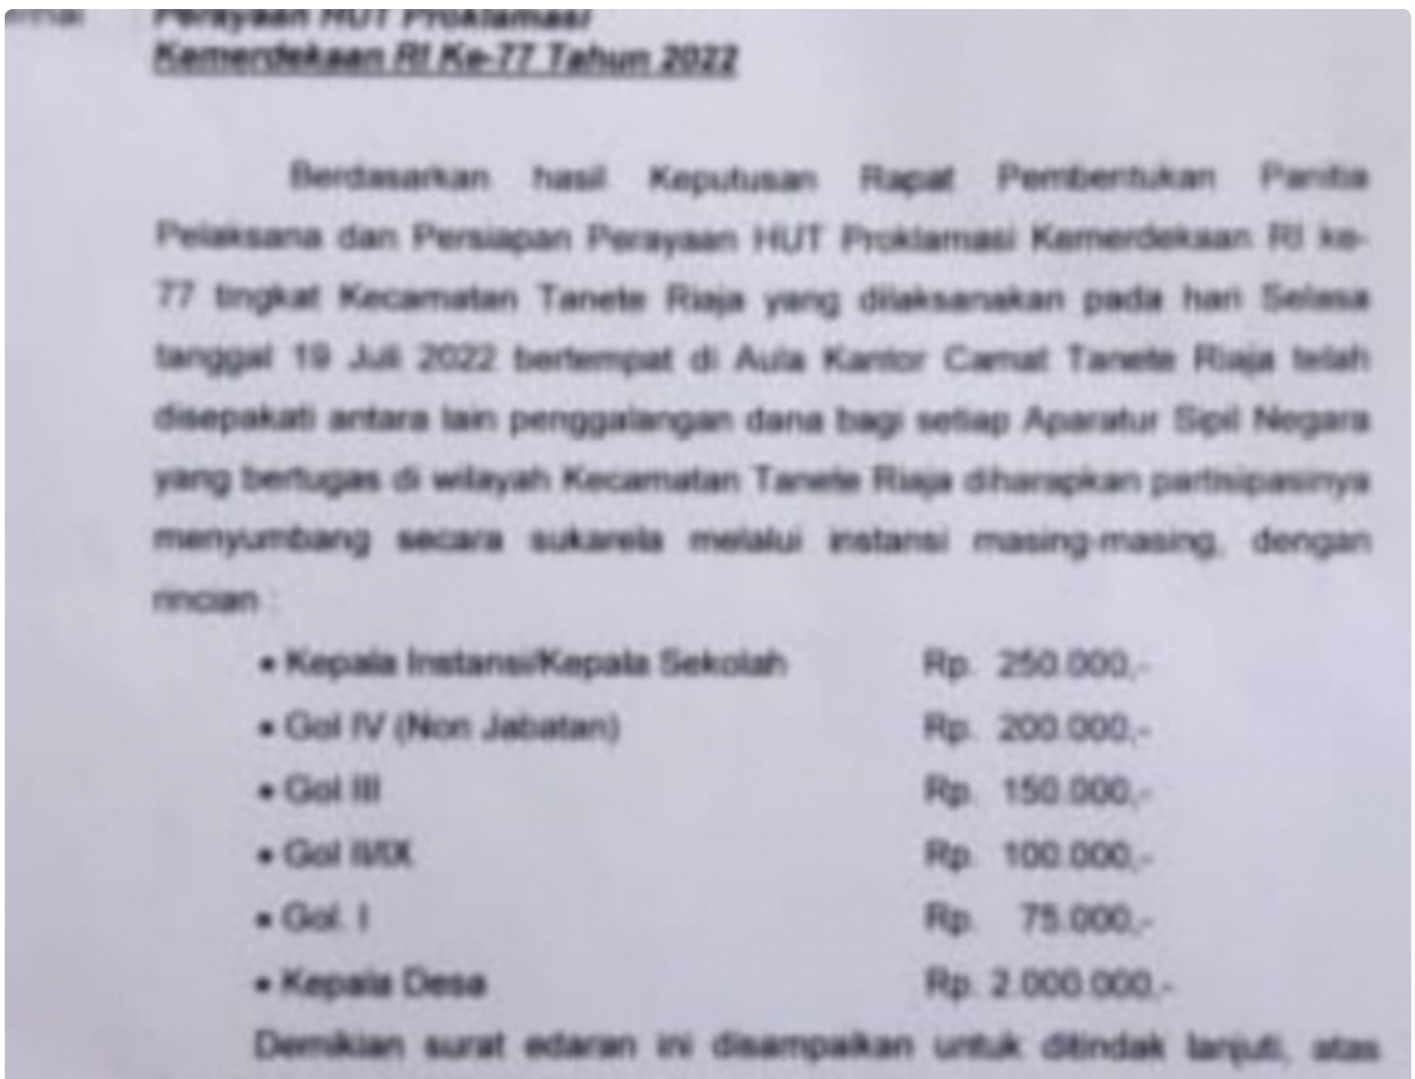 Perayaan HUT Proklamasi
Kemerdekaan RI Ke-77 Tahun 2022
Berdasarkan hasil Keputusan Rapat Pembentukan Panitia
Pelaksana dan Persiapan Perayaan HUT Proklamasi Kemerdekaan RI ke-
77 tingkat Kecamatan Tanete Riaja yang dilaksanakan pada hari Selasa
tanggal 19 Juli 2022 bertempat di Aula Kantor Camat Tanete Riaja telah
disepakati antara lain penggalangan dana bagi setiap Aparatur Sipil Negara
yang bertugas di wilayah Kecamatan Tanete Riaja diharapkan partisipasinya
menyumbang secara sukarela melalui instansi masing-masing, dengan
rincian :
• Kepala Instansi/Kepala Sekolah Rp. 250.000,-
• Gol IV (Non Jabatan) Rp. 200.000,-
• Gol III Rp. 150.000,-
• Gol II/IX Rp. 100.000,-
• Gol. I Rp. 75.000,-
• Kepala Desa Rp. 2.000.000,-
Demikian surat edaran ini disampaikan untuk ditindak lanjuti, atas